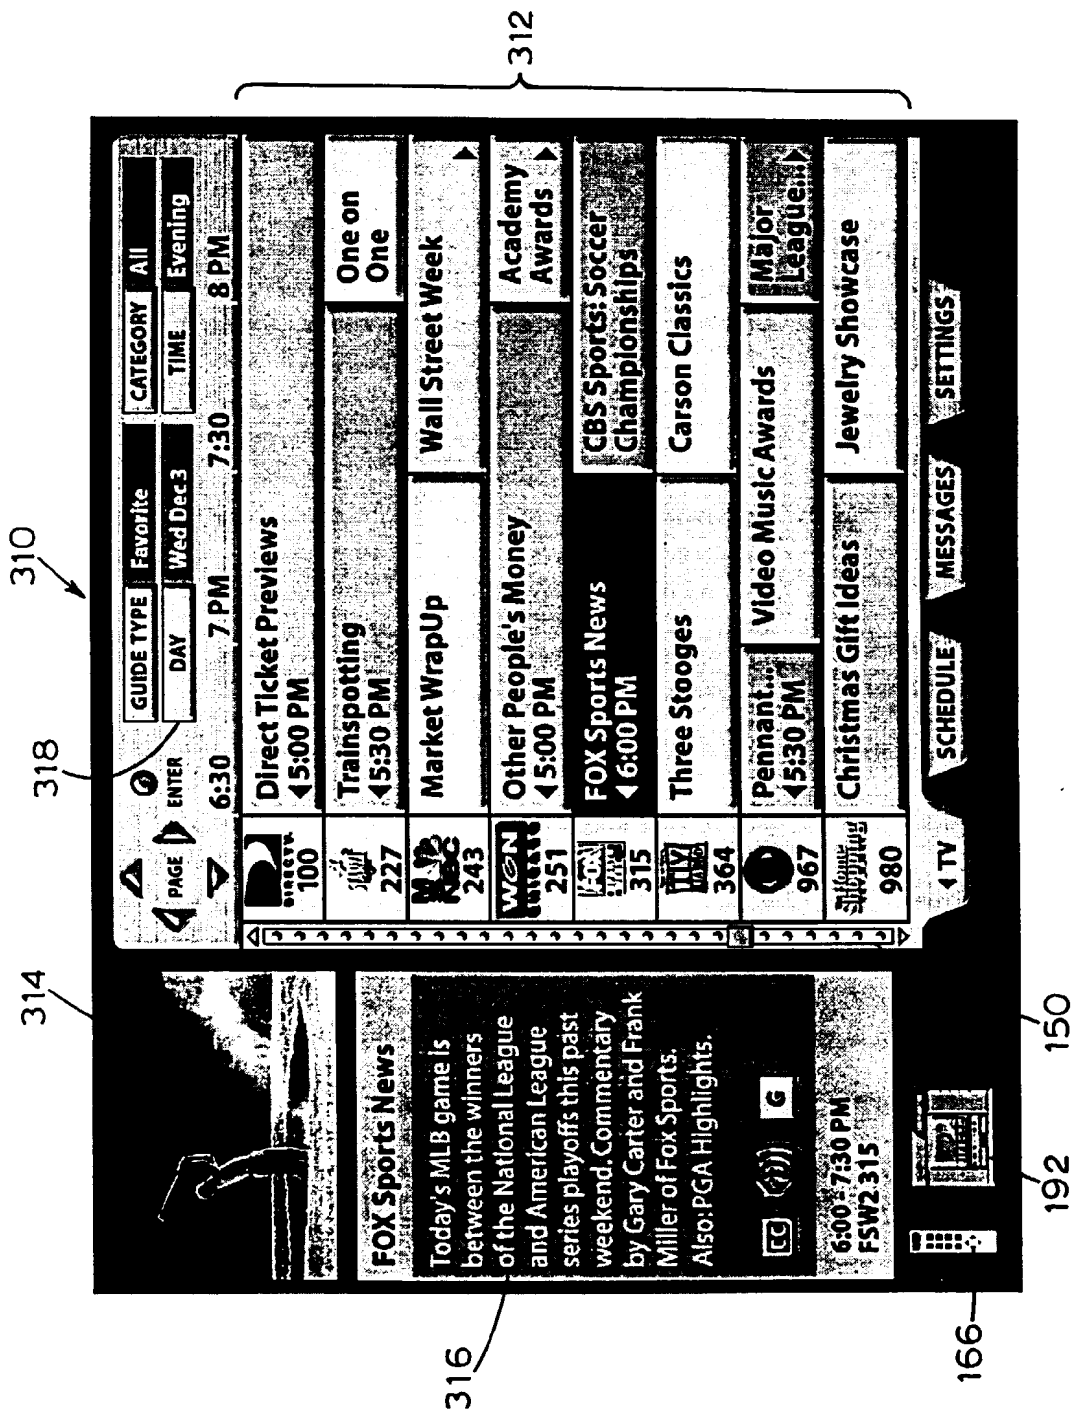 310
314
318
312
PAGE
ENTER
GUIDE TYPE Favorite CATEGORY All
DAY Wed Dec 3 TIME Evening
6:30 7 PM 7:30 8 PM
DIRECTV
100
Direct Ticket Previews
5:00 PM
227
Trainspotting
5:30 PM
One on
One
243
Market WrapUp
Wall Street Week
WGN
251
Other People's Money
5:00 PM
Academy
Awards
FOX
315
FOX Sports News
6:00 PM
CBS Sports: Soccer
Championships
364
Three Stooges
Carson Classics
967
Pennant...
5:30 PM
Video Music Awards
Major
League...
Home
Shopping
980
Christmas Gift Ideas
Jewelry Showcase
TV
SCHEDULE
MESSAGES
SETTINGS
FOX Sports News
Today's MLB game is
between the winners
of the National League
and American League
series playoffs this past
weekend. Commentary
by Gary Carter and Frank
Miller of Fox Sports.
Also:PGA Highlights.
CC
G
6:00 - 7:30 PM
FSW2 315
316
166
192
150